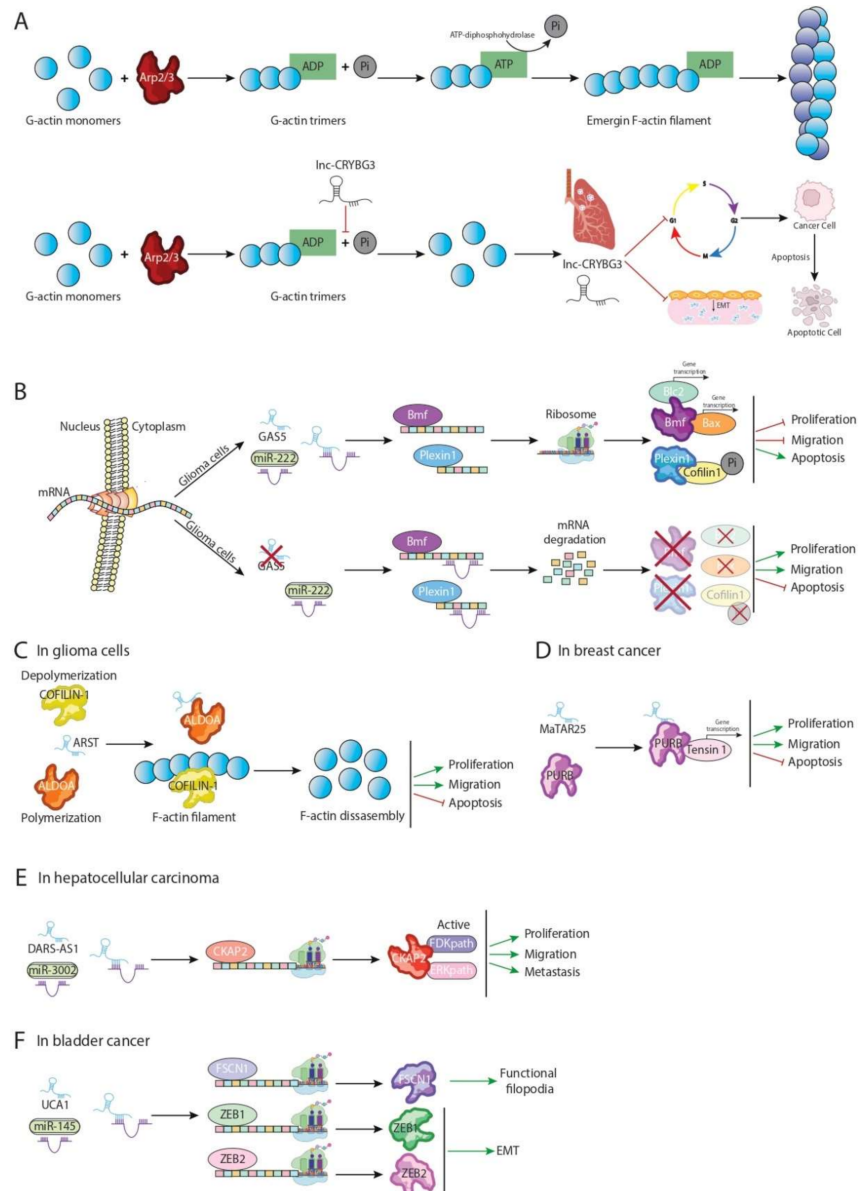 A
ATP-diphosphohydrolase
Pi
Arp2/3
ADP
Pi
ATP
ADP
G-actin monomers
G-actin trimers
Emergin F-actin filament
lnc-CRYBG3
Arp2/3
ADP
Pi
G-actin monomers
G-actin trimers
lnc-CRYBG3
S
G1
G2
M
EMT
Cancer Cell
Apoptosis
Apoptotic Cell
B
Nucleus
Cytoplasm
mRNA
Glioma cells
GAS5
miR-222
Bmf
Plexin1
Ribosome
Gene
transcription
Blc2
Gene
transcription
Bmf
Bax
Plexin1
Cofilin1
Pi
Proliferation
Migration
Apoptosis
Glioma cells
GAS5
miR-222
Bmf
Plexin1
mRNA
degradation
Cofilin1
Proliferation
Migration
Apoptosis
C In glioma cells
Depolymerization
COFILIN-1
ARST
ALDOA
Polymerization
ALDOA
COFILIN-1
F-actin filament
F-actin dissasembly
Proliferation
Migration
Apoptosis
D In breast cancer
MaTAR25
PURB
PURB
Gene
transcription
Tensin 1
Proliferation
Migration
Apoptosis
E In hepatocellular carcinoma
DARS-AS1
miR-3002
CKAP2
Active
FDKpath
CKAP2
ERKpath
Proliferation
Migration
Metastasis
F In bladder cancer
UCA1
miR-145
FSCN1
FSCN1
Functional
filopodia
ZEB1
ZEB1
EMT
ZEB2
ZEB2